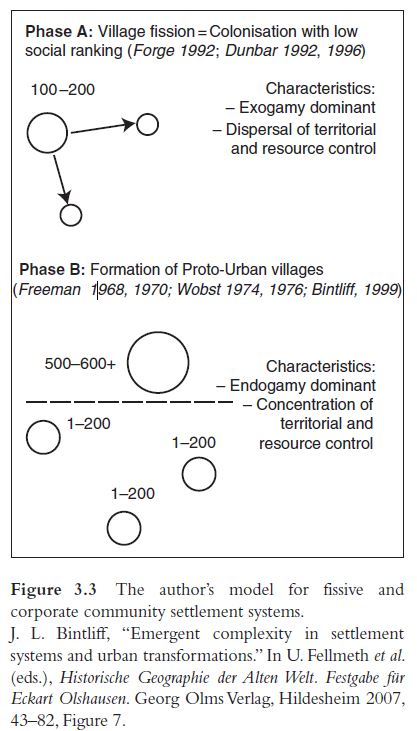 Phase A: Village fission = Colonisation with low
social ranking (Forge 1992; Dunbar 1992, 1996)
100–200
Characteristics:
– Exogamy dominant
– Dispersal of territorial
and resource control
Phase B: Formation of Proto-Urban villages
(Freeman 1968, 1970; Wobst 1974, 1976; Bintliff, 1999)
500–600+
Characteristics:
– Endogamy dominant
– Concentration of
territorial and
resource control
1–200
1–200
1–200
Figure 3.3 The author's model for fissive and
corporate community settlement systems.
J. L. Bintliff, “Emergent complexity in settlement
systems and urban transformations.” In U. Fellmeth et al.
(eds.), Historische Geographie der Alten Welt. Festgabe für
Eckart Olshausen. Georg Olms Verlag, Hildesheim 2007,
43–82, Figure 7.